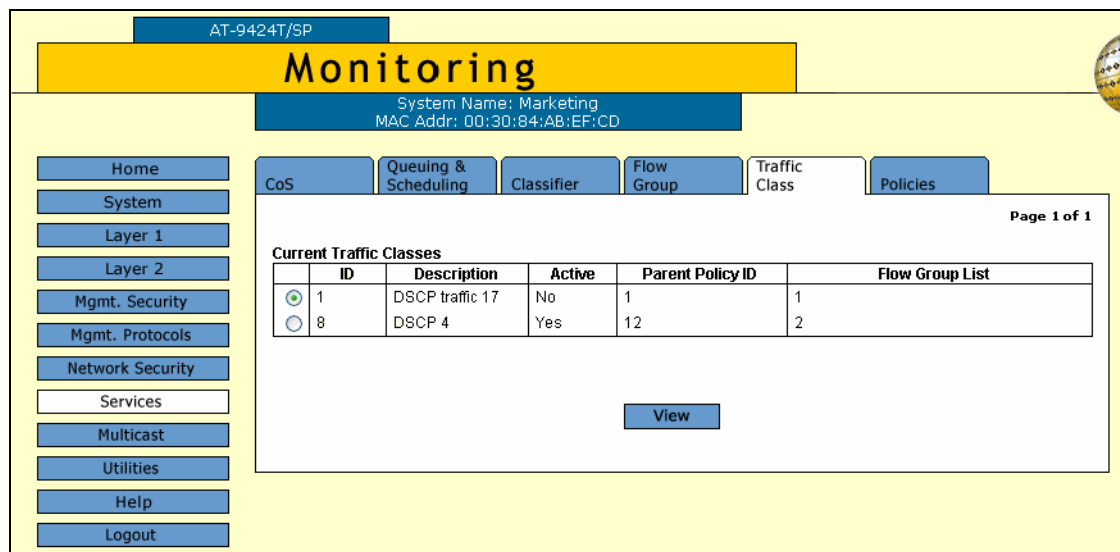 AT-9424T/SP
Monitoring
System Name: Marketing
MAC Addr: 00:30:84:AB:EF:CD
Home
System
Layer 1
Layer 2
Mgmt. Security
Mgmt. Protocols
Network Security
Services
Multicast
Utilities
Help
Logout
CoS
Queuing &
Scheduling
Classifier
Flow
Group
Traffic
Class
Policies
Page 1 of 1
Current Traffic Classes
ID Description Active Parent Policy ID Flow Group List
1 DSCP traffic 17 No 1 1
8 DSCP 4 Yes 12 2
View